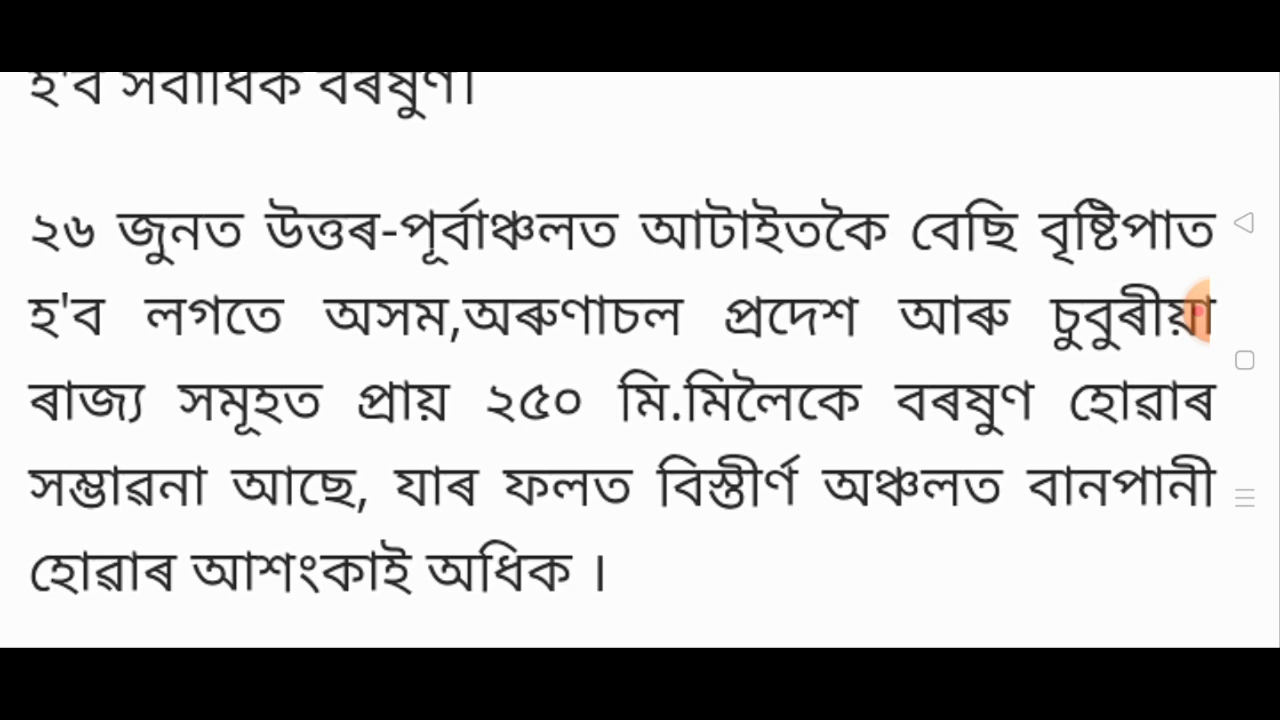 হ'ব সর্বাধিক বৰষুণ।
২৬ জুনত উত্তৰ-পূৰ্বাঞ্চলত আটাইতকৈ বেছি বৃষ্টিপাত
হ'ব লগতে অসম,অৰুণাচল প্ৰদেশ আৰু চুবুৰীয়া
ৰাজ্য সমূহত প্ৰায় ২৫০ মি.মিলৈকে বৰষুণ হোৱাৰ
সম্ভাৱনা আছে, যাৰ ফলত বিস্তীৰ্ণ অঞ্চলত বানপানী
হোৱাৰ আশংকাই অধিক ।